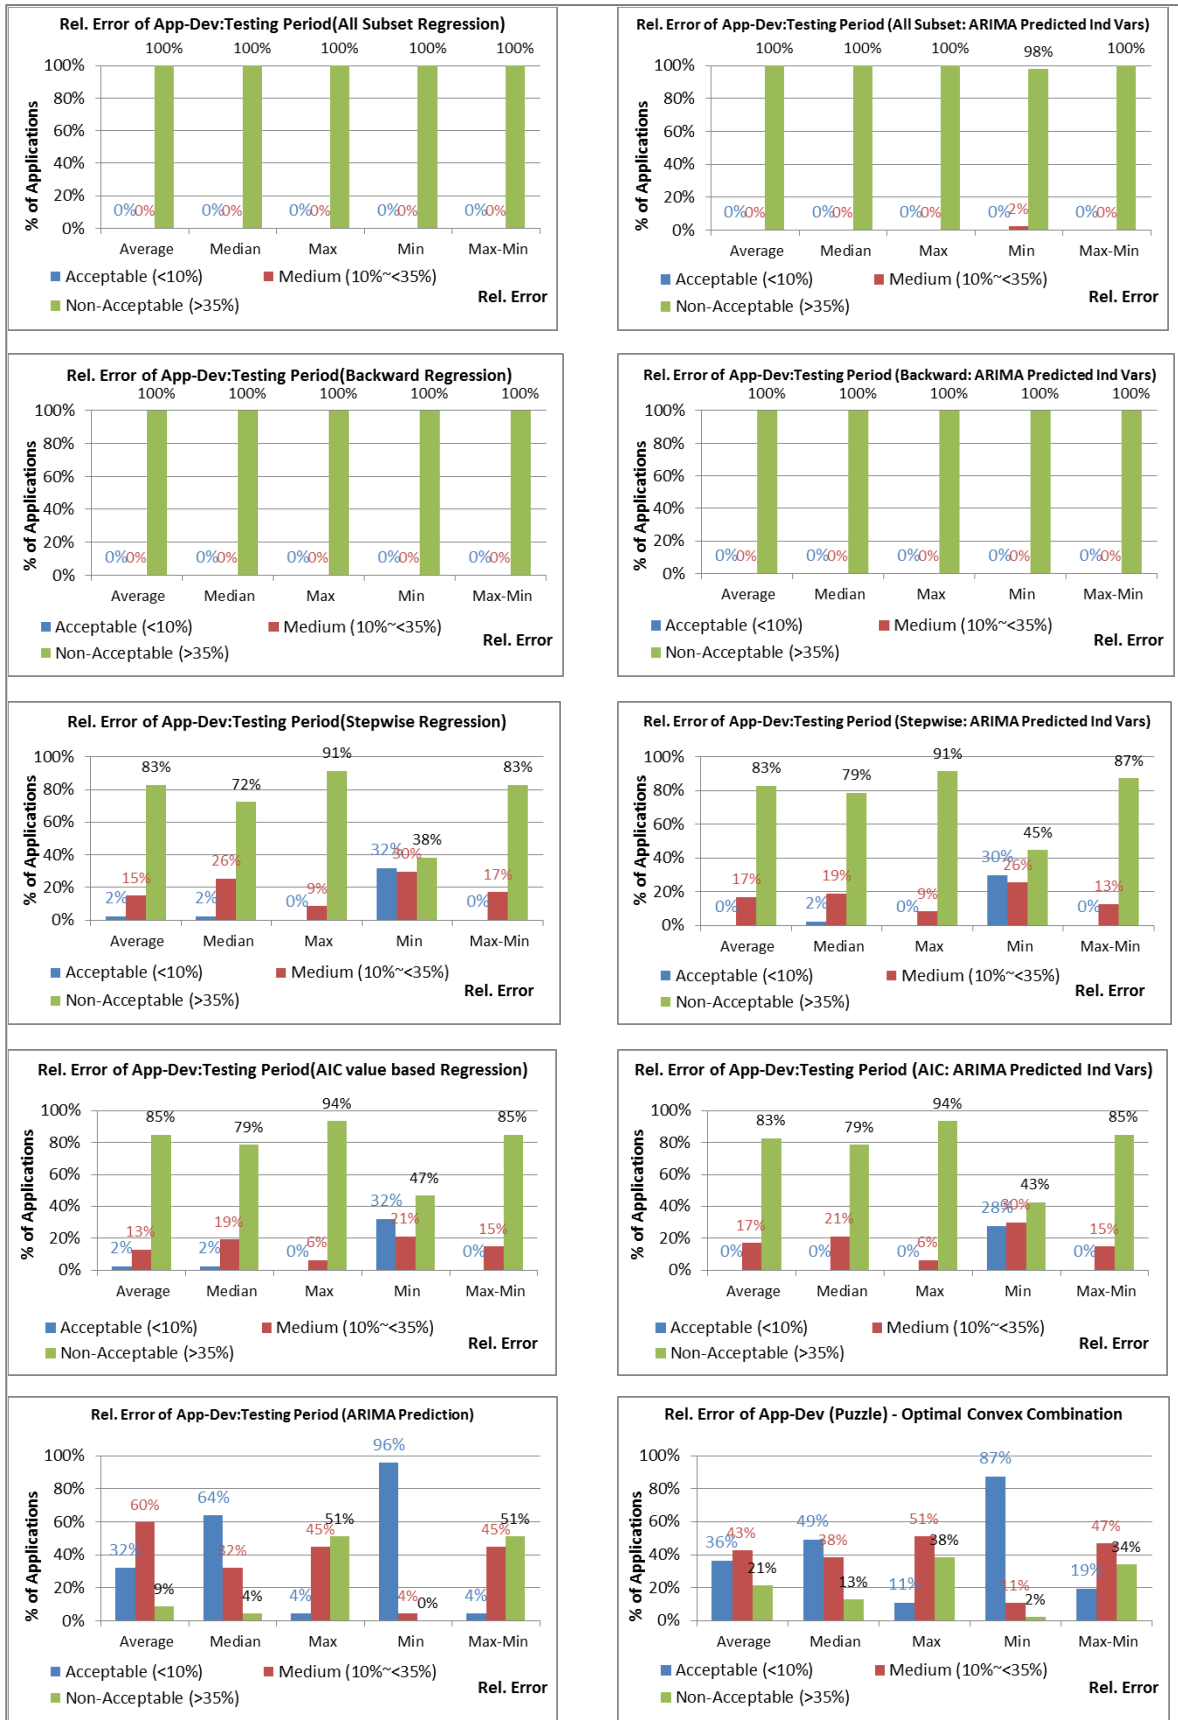 Rel. Error of App-Dev:Testing Period(All Subset Regression)
100% 100% 100% 100% 100%
100%
80%
60%
40%
20%
0%
% of Applications
0% 0% 0% 0% 0% 0% 0% 0% 0% 0%
Average Median Max Min Max-Min
Acceptable (<10%) Medium (10%~<35%)
Non-Acceptable (>35%)
Rel. Error
Rel. Error of App-Dev:Testing Period (All Subset: ARIMA Predicted Ind Vars)
100% 100% 100% 98% 100%
100%
80%
60%
40%
20%
0%
% of Applications
0% 0% 0% 0% 0% 0% 0% 2% 0% 0%
Average Median Max Min Max-Min
Acceptable (<10%) Medium (10%~<35%)
Non-Acceptable (>35%)
Rel. Error
Rel. Error of App-Dev:Testing Period(Backward Regression)
100% 100% 100% 100% 100%
100%
80%
60%
40%
20%
0%
% of Applications
0% 0% 0% 0% 0% 0% 0% 0% 0% 0%
Average Median Max Min Max-Min
Acceptable (<10%) Medium (10%~<35%)
Non-Acceptable (>35%)
Rel. Error
Rel. Error of App-Dev:Testing Period (Backward: ARIMA Predicted Ind Vars)
100% 100% 100% 100% 100%
100%
80%
60%
40%
20%
0%
% of Applications
0% 0% 0% 0% 0% 0% 0% 0% 0% 0%
Average Median Max Min Max-Min
Acceptable (<10%) Medium (10%~<35%)
Non-Acceptable (>35%)
Rel. Error
Rel. Error of App-Dev:Testing Period(Stepwise Regression)
100%
80%
60%
40%
20%
0%
% of Applications
2% 15% 83% 2% 26% 72% 0% 9% 91% 32% 30% 38% 0% 17% 83%
Average Median Max Min Max-Min
Acceptable (<10%) Medium (10%~<35%)
Non-Acceptable (>35%)
Rel. Error
Rel. Error of App-Dev:Testing Period (Stepwise: ARIMA Predicted Ind Vars)
100%
80%
60%
40%
20%
0%
% of Applications
0% 17% 83% 2% 19% 79% 0% 9% 91% 30% 26% 45% 0% 13% 87%
Average Median Max Min Max-Min
Acceptable (<10%) Medium (10%~<35%)
Non-Acceptable (>35%)
Rel. Error
Rel. Error of App-Dev:Testing Period(AIC value based Regression)
100%
80%
60%
40%
20%
0%
% of Applications
2% 13% 85% 2% 19% 79% 0% 6% 94% 32% 21% 47% 0% 15% 85%
Average Median Max Min Max-Min
Acceptable (<10%) Medium (10%~<35%)
Non-Acceptable (>35%)
Rel. Error
Rel. Error of App-Dev:Testing Period (AIC: ARIMA Predicted Ind Vars)
100%
80%
60%
40%
20%
0%
% of Applications
0% 17% 83% 0% 21% 79% 0% 6% 94% 28% 30% 43% 0% 15% 85%
Average Median Max Min Max-Min
Acceptable (<10%) Medium (10%~<35%)
Non-Acceptable (>35%)
Rel. Error
Rel. Error of App-Dev:Testing Period (ARIMA Prediction)
100%
80%
60%
40%
20%
0%
% of Applications
32% 60% 9% 64% 32% 4% 4% 45% 51% 96% 4% 0% 4% 45% 51%
Average Median Max Min Max-Min
Acceptable (<10%) Medium (10%~<35%)
Non-Acceptable (>35%)
Rel. Error
Rel. Error of App-Dev (Puzzle) - Optimal Convex Combination
100%
80%
60%
40%
20%
0%
% of Applications
36% 43% 21% 49% 38% 13% 11% 51% 38% 87% 11% 2% 19% 47% 34%
Average Median Max Min Max-Min
Acceptable (<10%) Medium (10%~<35%)
Non-Acceptable (>35%)
Rel. Error